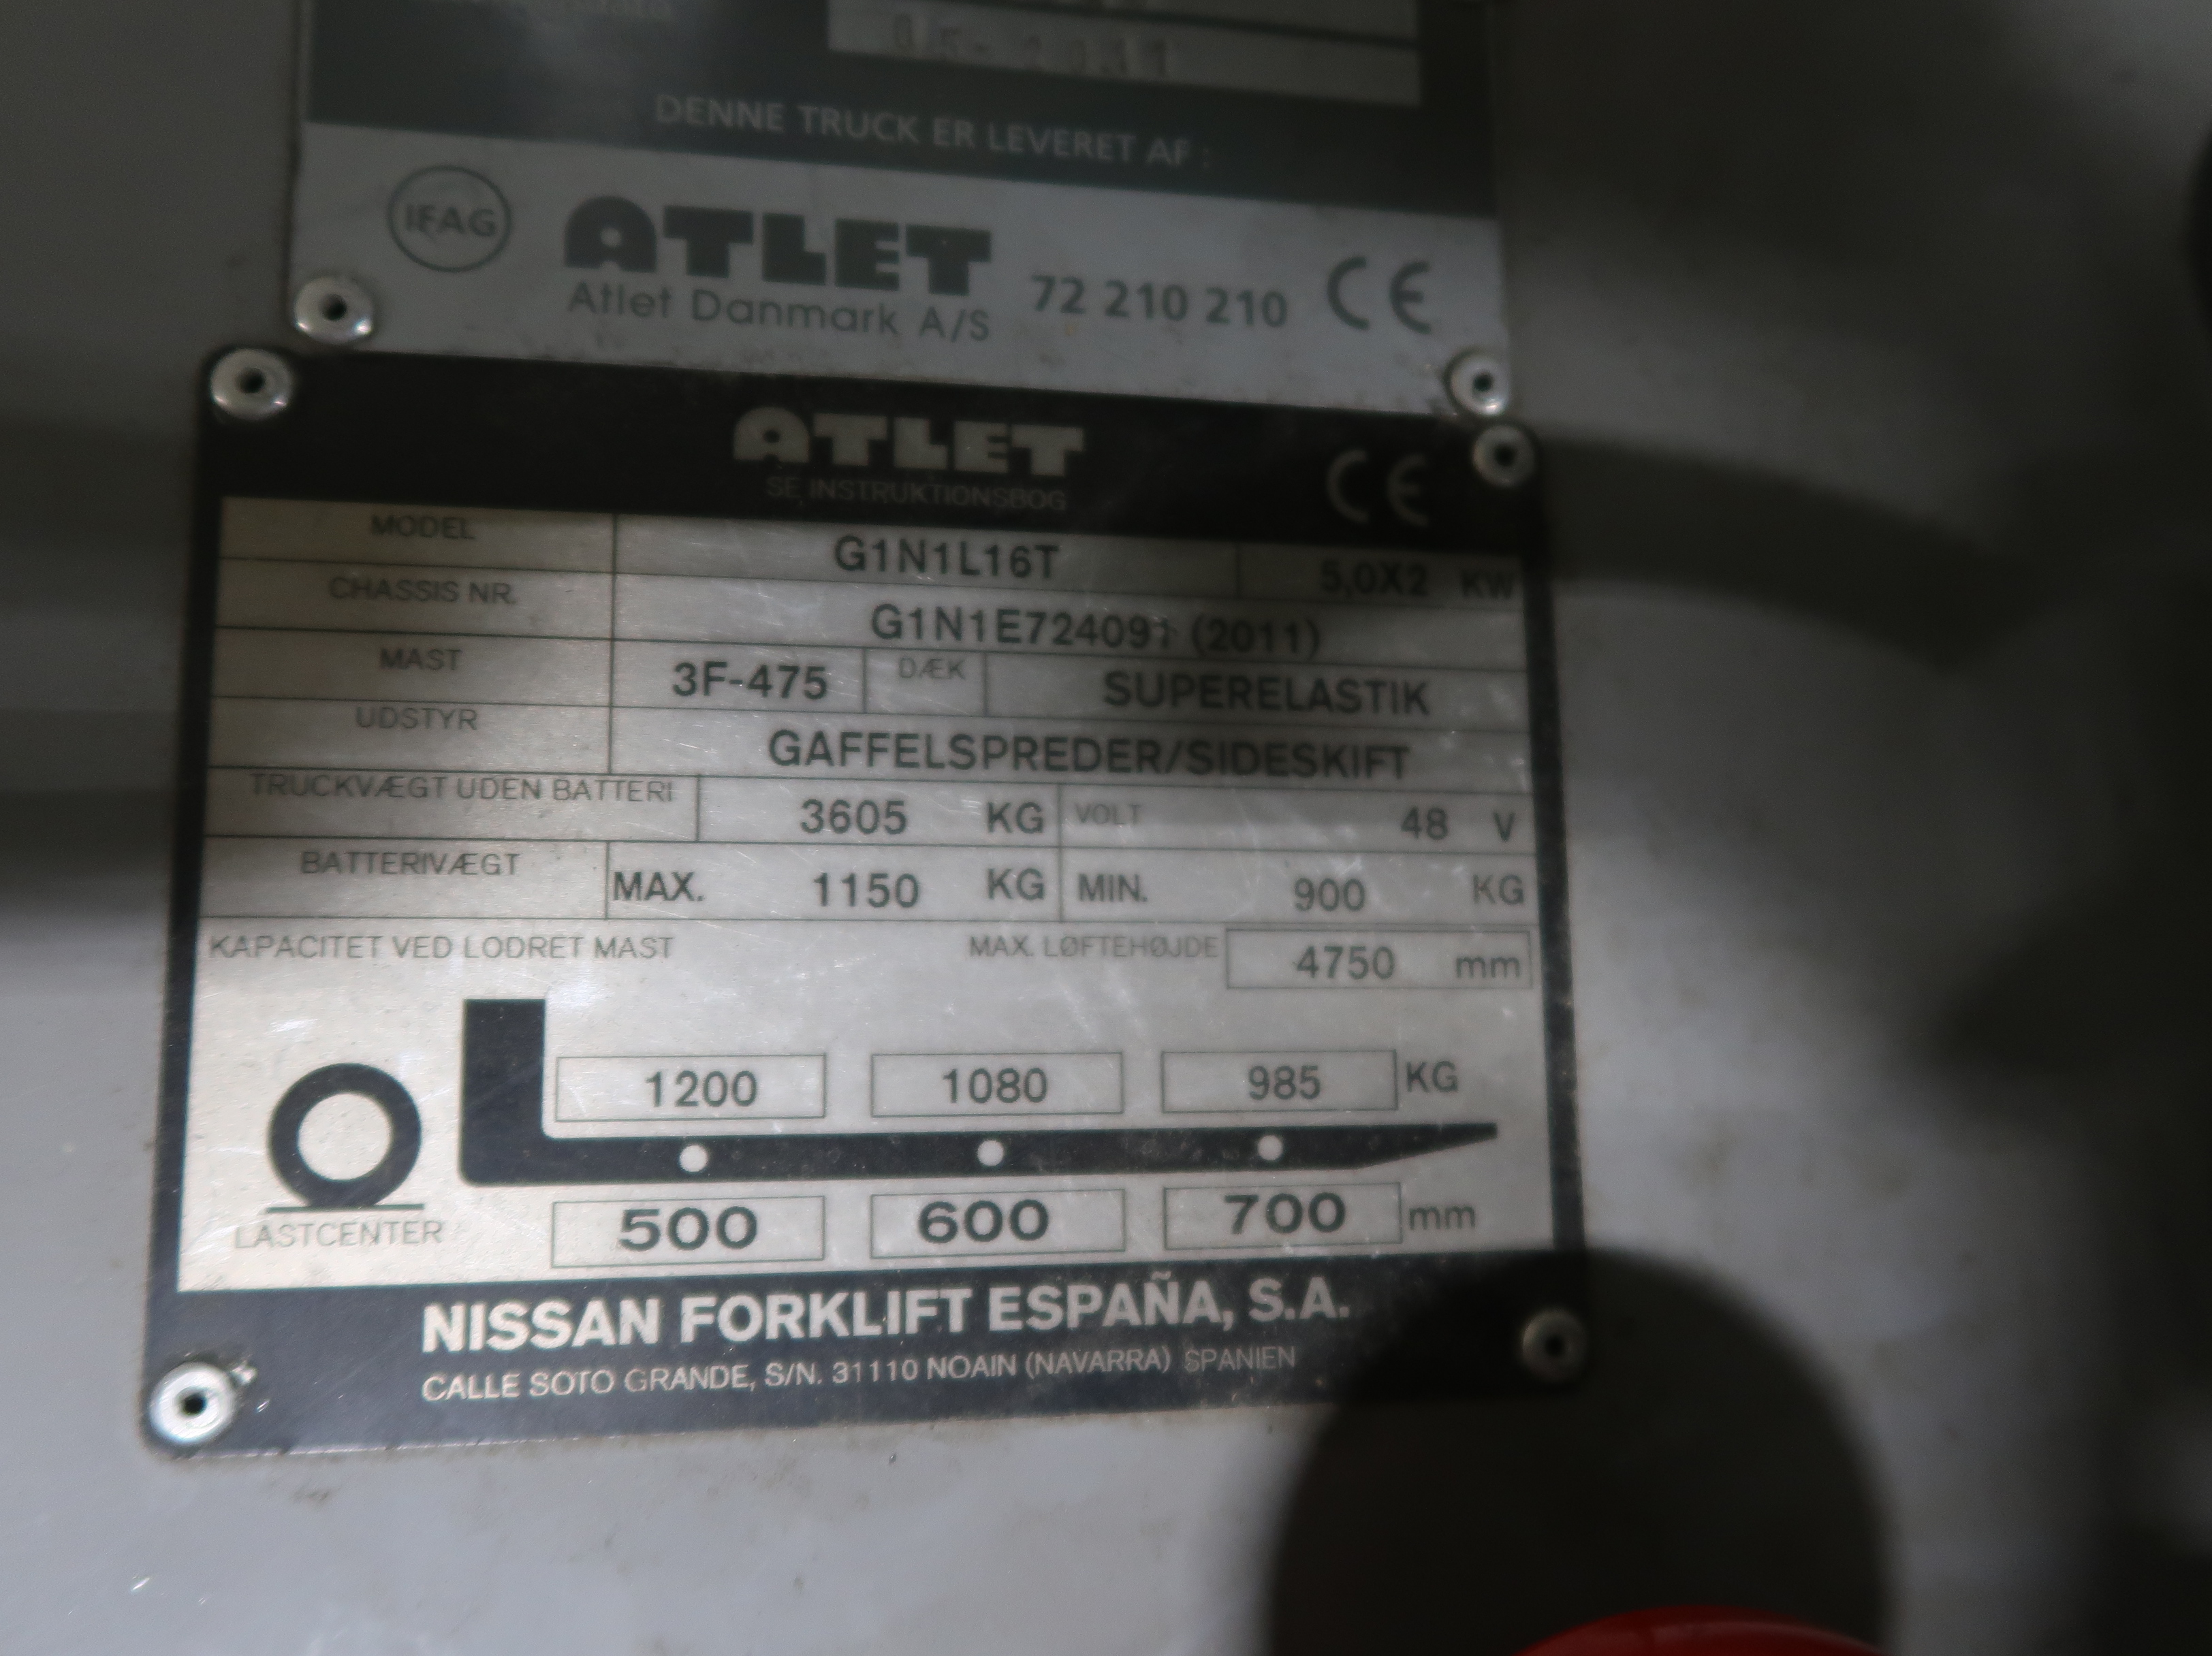 DENNE TRUCK ER LEVERET AF :
IFAG ATLET 72 210 210 CE
Atlet Danmark A/S
ATLET CE
SE INSTRUKTIONSBOG
MODEL G1N1L16T 5,0X2 KW
CHASSIS NR. G1N1E724091 (2011)
MAST 3F-475 DÆK SUPERELASTIK
UDSTYR GAFFELSPREDER/SIDESKIFT
TRUCKVÆGT UDEN BATTERI 3605 KG VOLT 48 V
BATTERIVÆGT MAX. 1150 KG MIN. 900 KG
KAPACITET VED LODRET MAST MAX. LØFTEHØJDE 4750 mm
1200 1080 985 KG
LASTCENTER 500 600 700 mm
NISSAN FORKLIFT ESPAÑA, S.A.
CALLE SOTO GRANDE, S/N. 31110 NOAIN (NAVARRA) SPANIEN